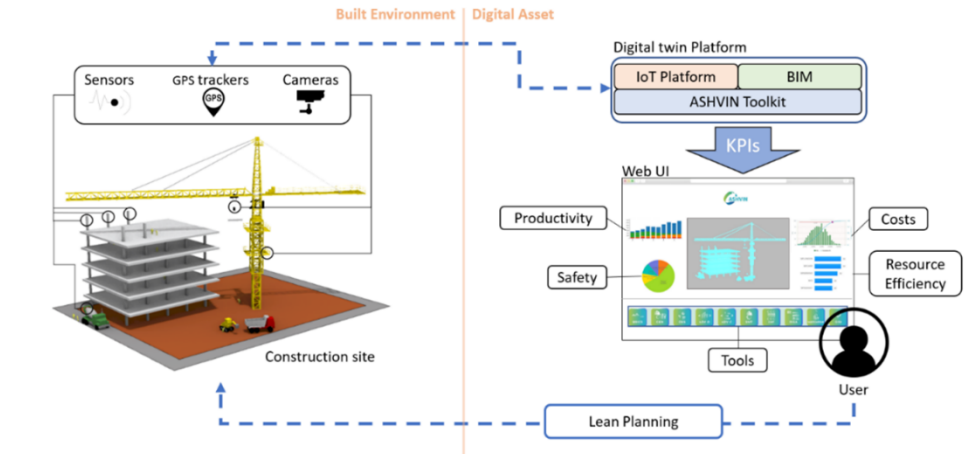 Built Environment
Digital Asset
Sensors
GPS trackers
Cameras
GPS
Construction site
Digital twin Platform
IoT Platform
BIM
ASHVIN Toolkit
KPIs
Web UI
Productivity
Safety
Costs
Resource
Efficiency
Tools
User
Lean Planning